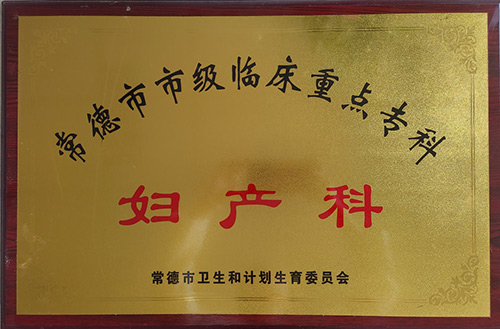 常德市市级临床重点专科
妇产科
常德市卫生和计划生育委员会